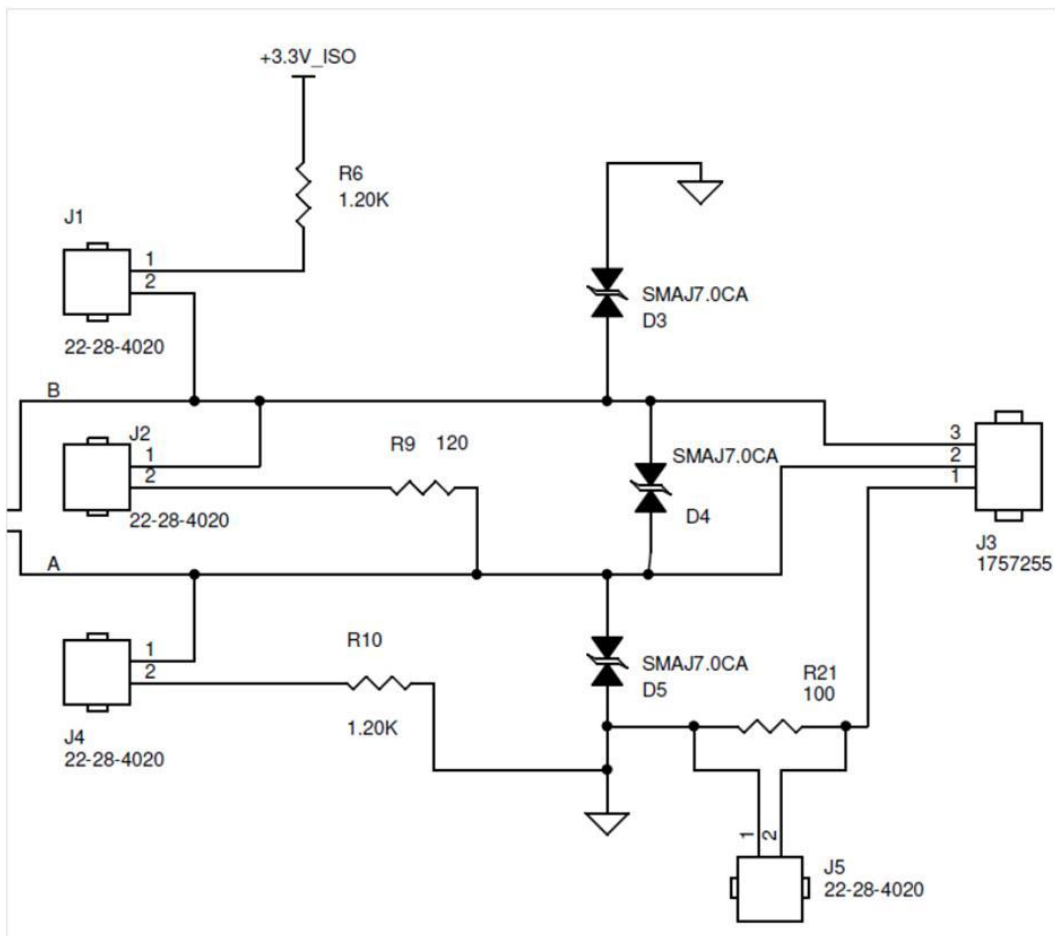 +3.3V_ISO
R6
1.20K
J1
1
2
22-28-4020
SMAJ7.0CA
D3
B
J2
1
2
22-28-4020
R9 120
SMAJ7.0CA
D4
3
2
1
J3
1757255
A
1
2
J4
22-28-4020
R10
1.20K
SMAJ7.0CA
D5
R21
100
1
2
J5
22-28-4020